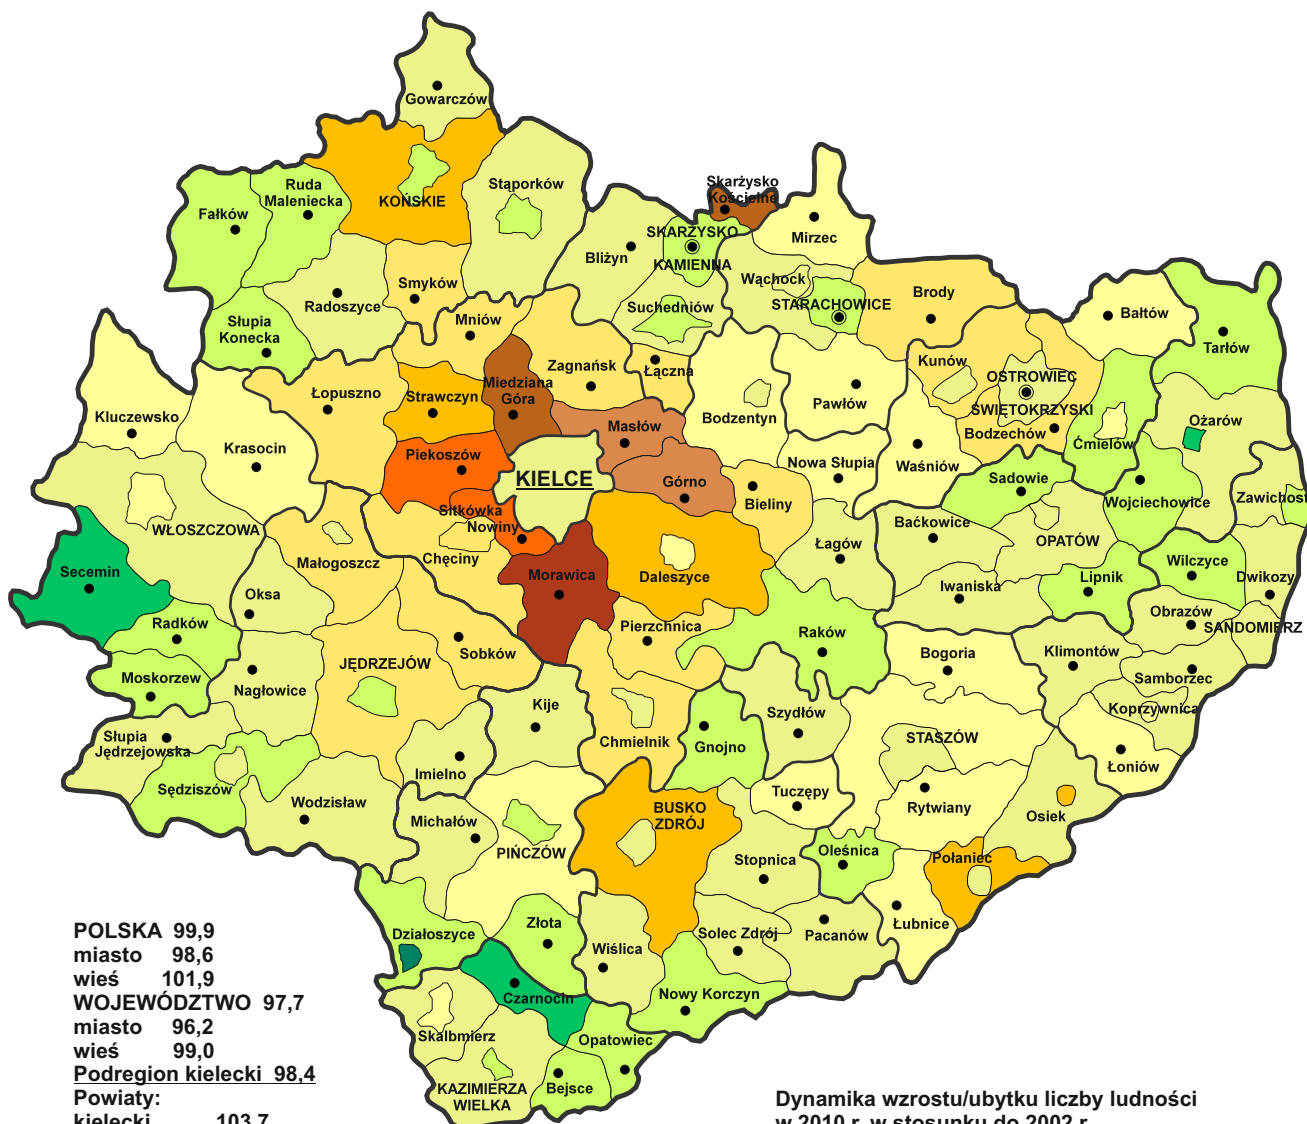 Gowarczów
KOŃSKIE
Stąporków
Ruda
Maleniecka
Fałków
Skarżysko
Kościelne
SKARŻYSKO
KAMIENNA
Mirzec
Bliżyn
Wąchock
STARACHOWICE
Suchedniów
Smyków
Radoszyce
Brody
Bałtów
Tarłów
Słupia
Konecka
Mniów
Zagnańsk
Łączna
Kunów
OSTROWIEC
ŚWIĘTOKRZYSKI
Bodzechów
Miedziana
Góra
Łopuszno
Strawczyn
Kluczewsko
Krasocin
Bodzentyn
Pawłów
Masłów
Ćmielów
Ożarów
Piekoszów
KIELCE
Górno
Nowa Słupia
Waśniów
Sadowie
Wojciechowice
Zawichost
Sitkówka
Nowiny
Bieliny
WŁOSZCZOWA
Baćkowice
OPATÓW
Łagów
Małogoszcz
Chęciny
Secemin
Morawica
Daleszyce
Iwaniska
Lipnik
Wilczyce
Dwikozy
Oksa
Radków
Obrazów
SANDOMIERZ
Pierzchnica
Raków
Sobków
JĘDRZEJÓW
Bogoria
Klimontów
Samborzec
Moskorzew
Nagłowice
Kije
Szydłów
Koprzywnica
Słupia
Jędrzejowska
Chmielnik
Gnojno
STASZÓW
Łoniów
Imielno
Sędziszów
Wodzisław
Tuczępy
Rytwiany
Osiek
BUSKO
ZDRÓJ
Michałów
PIŃCZÓW
Stopnica
Oleśnica
Połaniec
Łubnice
Działoszyce
Złota
Wiślica
Solec Zdrój
Pacanów
Czarnocin
Nowy Korczyn
Skalbmierz
Opatowiec
KAZIMIERZA
WIELKA
Bejsce
POLSKA 99,9
miasto 98,6
wieś 101,9
WOJEWÓDZTWO 97,7
miasto 96,2
wieś 99,0
Podregion kielecki 98,4
Powiaty:
kielecki 103,7
Dynamika wzrostu/ubytku liczby ludności
w 2010 r. w stosunku do 2002 r.